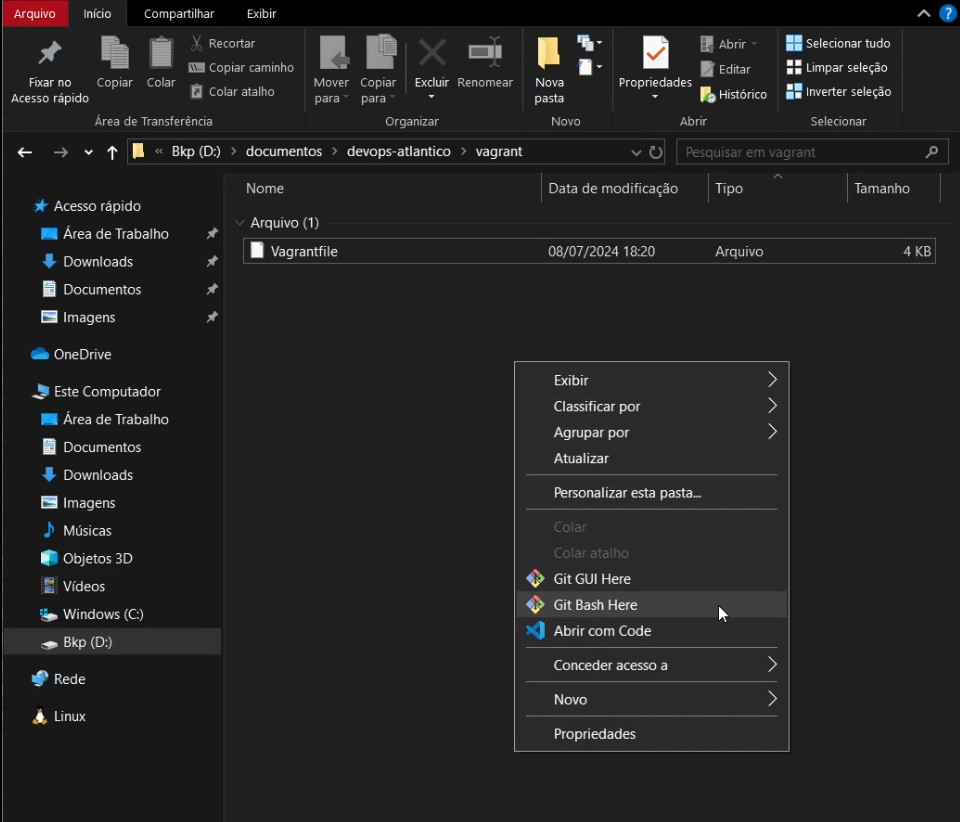 Arquivo Início Compartilhar Exibir ?
Fixar no
Acesso rápido
Copiar
Colar
Recortar
Copiar caminho
Colar atalho
Área de Transferência
Mover
para
Copiar
para
Excluir
Renomear
Organizar
Nova
pasta
Novo
Propriedades
Abrir
Editar
Histórico
Abrir
Selecionar tudo
Limpar seleção
Inverter seleção
Selecionar
« Bkp (D:) > documentos > devops-atlantico > vagrant
Pesquisar em vagrant
Acesso rápido
Área de Trabalho
Downloads
Documentos
Imagens
OneDrive
Este Computador
Área de Trabalho
Documentos
Downloads
Imagens
Músicas
Objetos 3D
Vídeos
Windows (C:)
Bkp (D:)
Rede
Linux
Nome Data de modificação Tipo Tamanho
Arquivo (1)
Vagrantfile 08/07/2024 18:20 Arquivo 4 KB
Exibir
Classificar por
Agrupar por
Atualizar
Personalizar esta pasta...
Colar
Colar atalho
Git GUI Here
Git Bash Here
Abrir com Code
Conceder acesso a
Novo
Propriedades